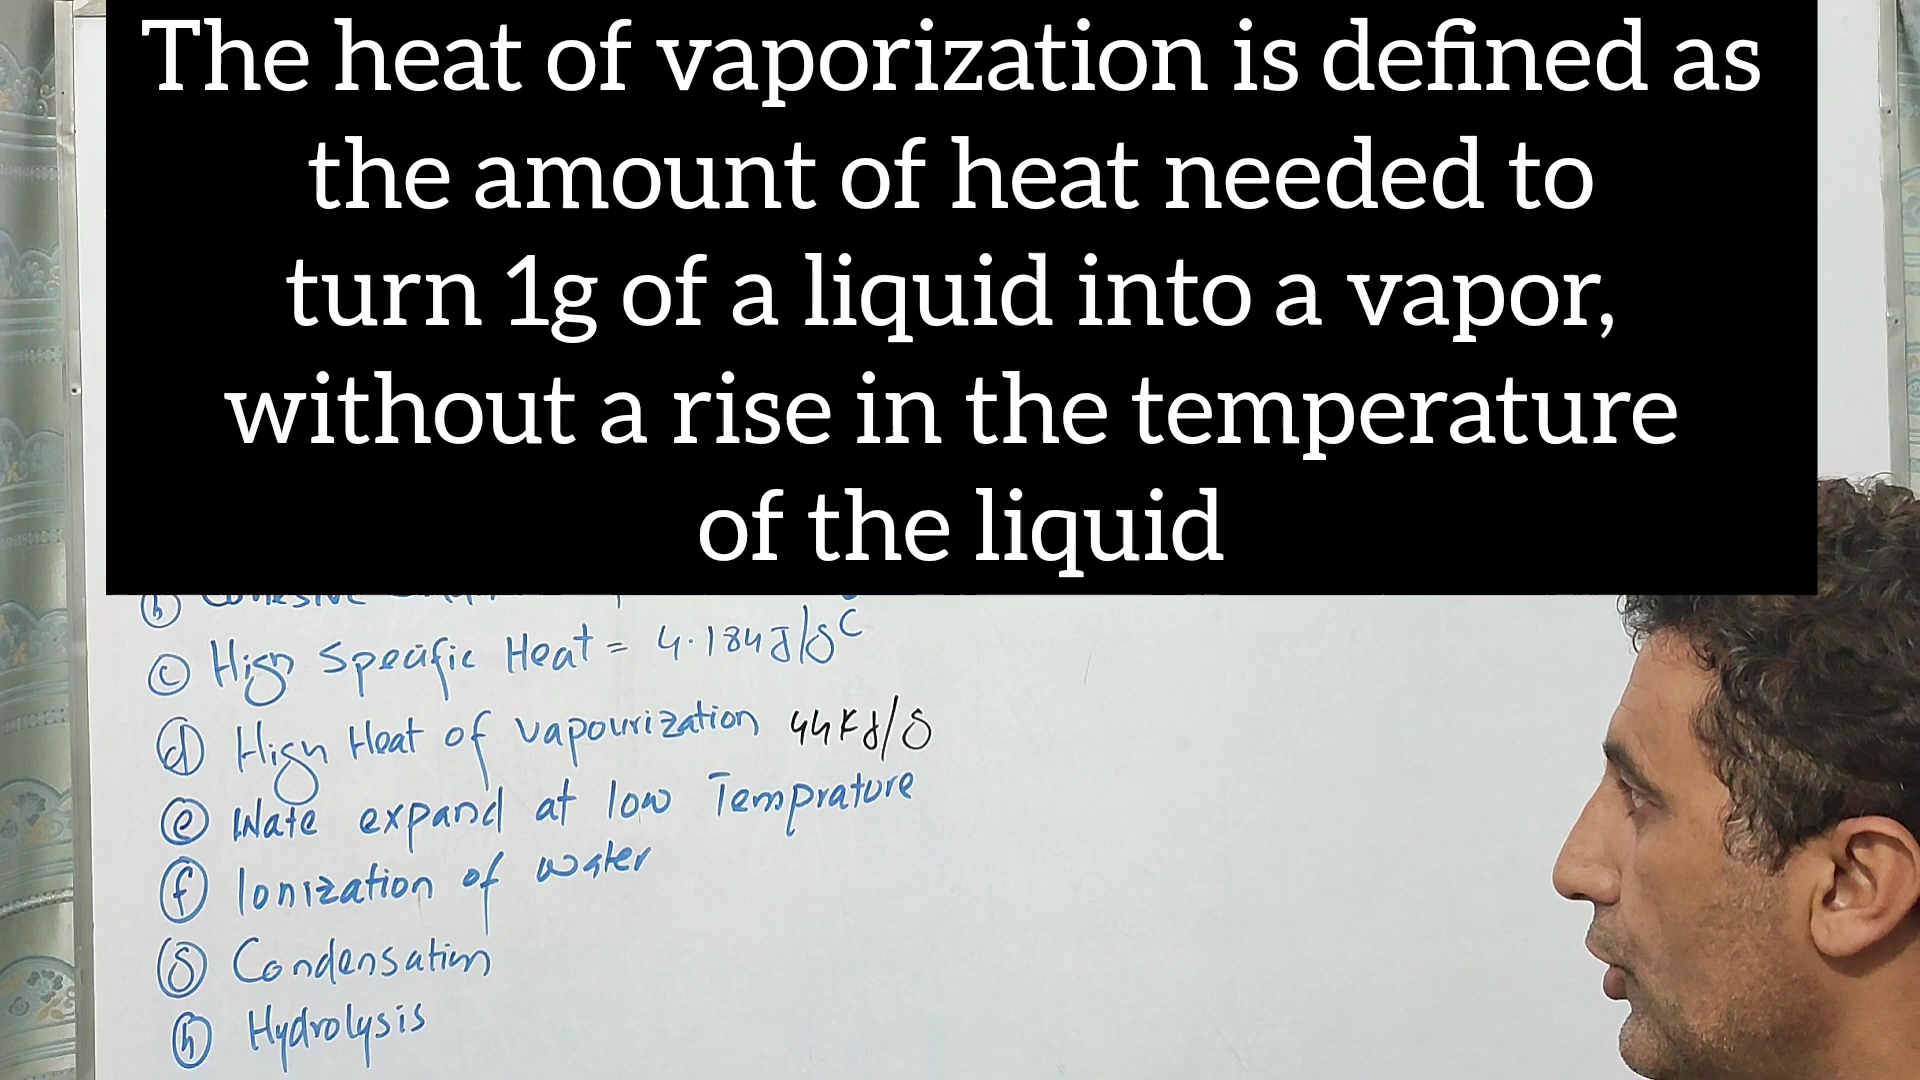 The heat of vaporization is defined as
the amount of heat needed to
turn 1g of a liquid into a vapor,
without a rise in the temperature
of the liquid
(b) Cohesive
(c) High Specific Heat = 4.184J/gC
(d) High Heat of vapourization 44KJ/g
(e) Wate expand at low Temprature
(f) Ionization of water
(g) Condensation
(h) Hydrolysis